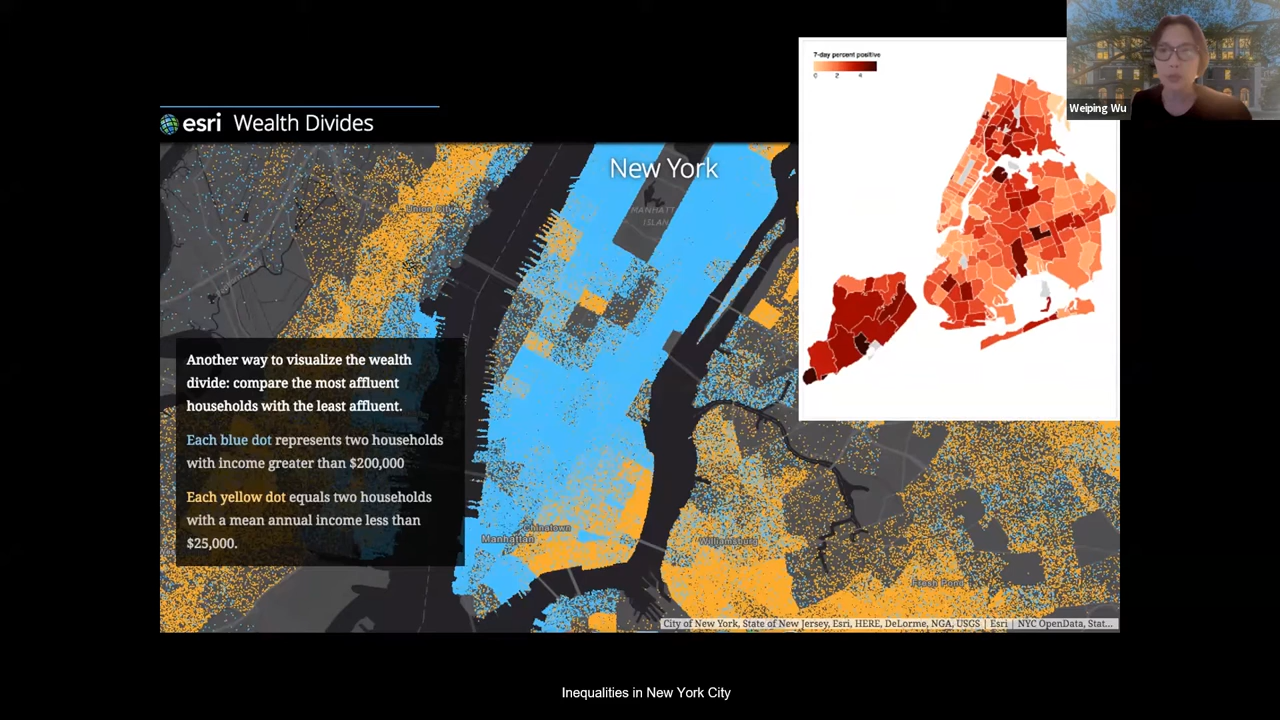 esri Wealth Divides
New York
MANHATT
ISLAN
Union City
Another way to visualize the wealth
divide: compare the most affluent
households with the least affluent.
Each blue dot represents two households
with income greater than $200,000
Each yellow dot equals two households
with a mean annual income less than
$25,000.
Chinatown
Manhattan
Williamsburg
Fresh Pond
City of New York, State of New Jersey, Esri, HERE, DeLorme, NGA, USGS | Esri | NYC OpenData, Stat...
7-day percent positive
0 2 4
Weiping Wu
Inequalities in New York City